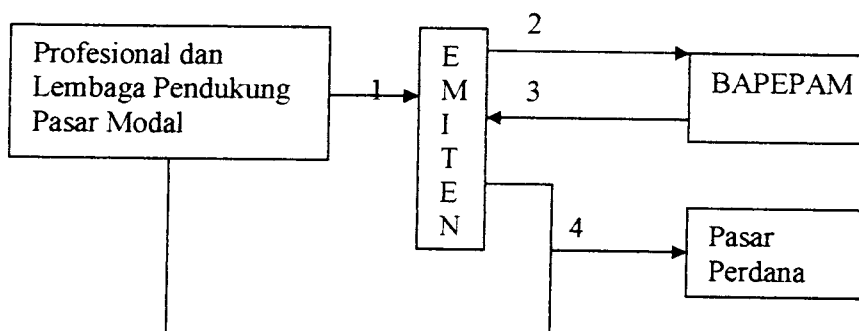 Profesional dan
Lembaga Pendukung
Pasar Modal
1
E
M
I
T
E
N
2
3
BAPEPAM
4
Pasar
Perdana